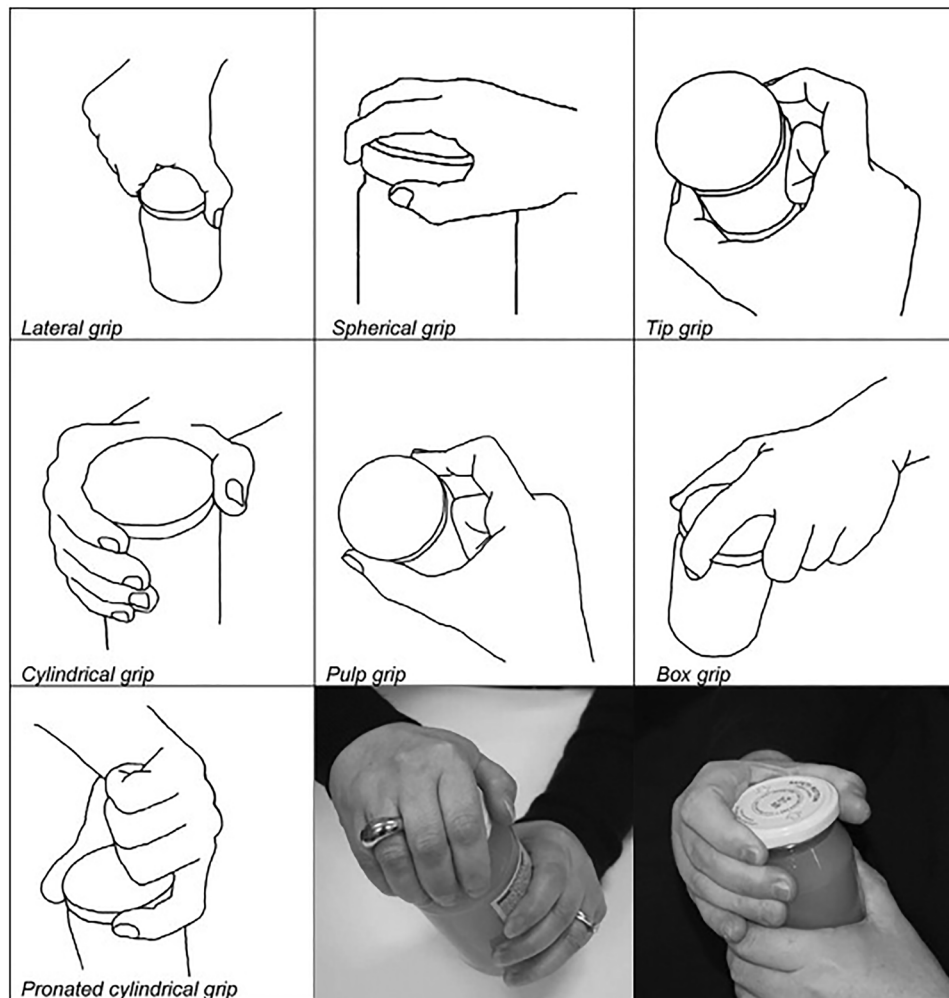 Lateral grip
Spherical grip
Tip grip
Cylindrical grip
Pulp grip
Box grip
Pronated cylindrical grip